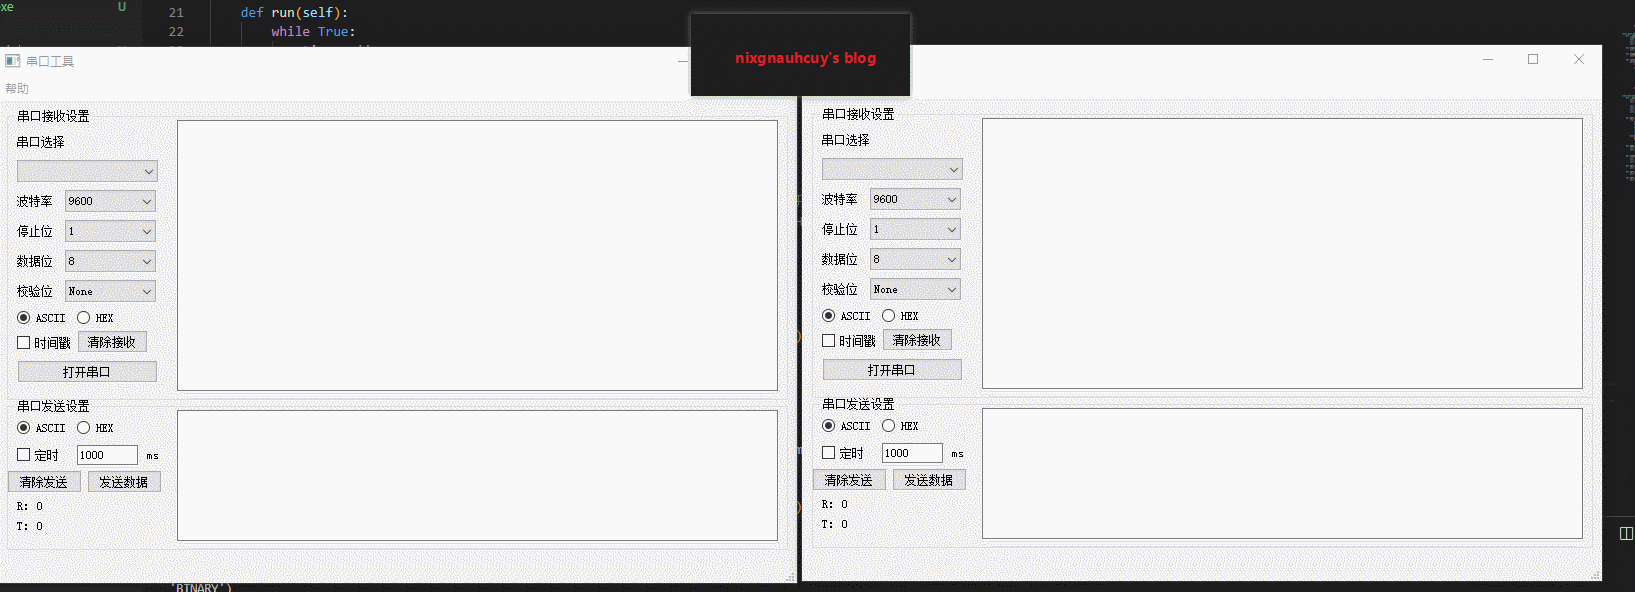 xe
U
21 def run(self):
22 while True:
nixgnauhcuy's blog
串口工具
帮助
串口接收设置
串口选择
波特率 9600
停止位 1
数据位 8
校验位 None
ASCII HEX
时间戳 清除接收
打开串口
串口发送设置
ASCII HEX
定时 1000 ms
清除发送 发送数据
R: 0
T: 0
串口接收设置
串口选择
波特率 9600
停止位 1
数据位 8
校验位 None
ASCII HEX
时间戳 清除接收
打开串口
串口发送设置
ASCII HEX
定时 1000 ms
清除发送 发送数据
R: 0
T: 0
'BINARY')